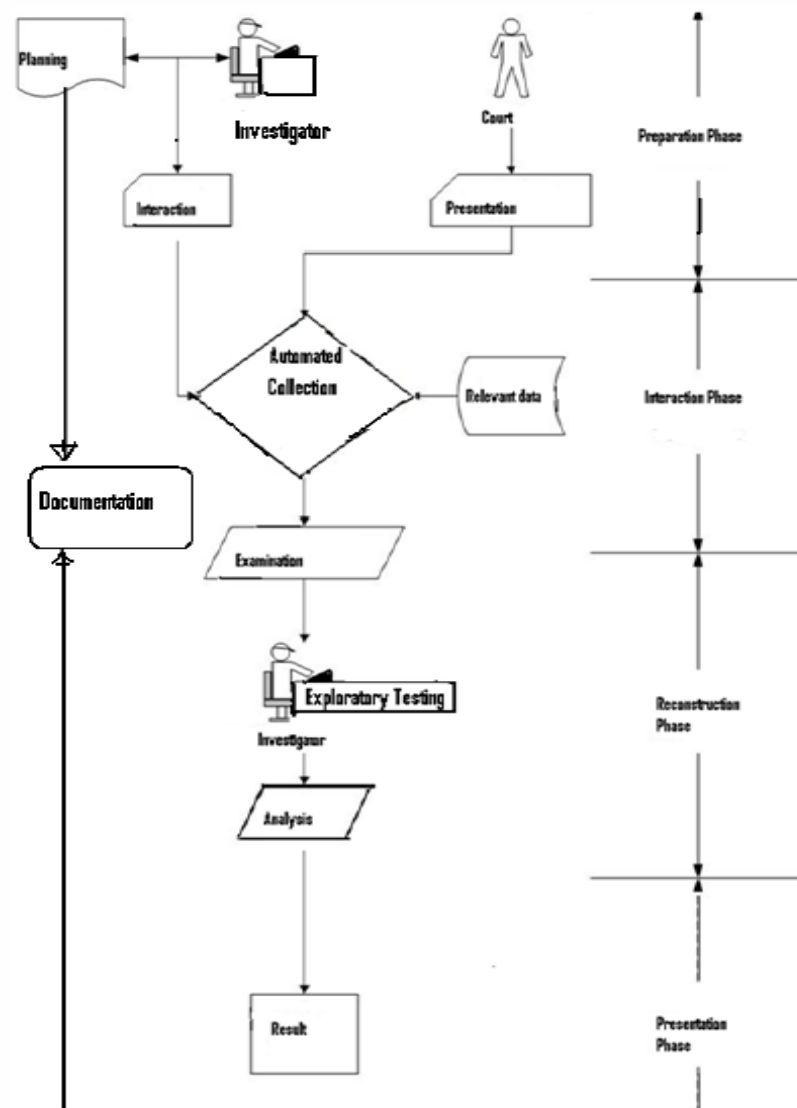 Planning
Investigator
Court
Preparation Phase
Interaction
Presentation
Automated
Collection
Relevant data
Interaction Phase
Documentation
Examination
Exploratory Testing
Investigator
Reconstruction
Phase
Analysis
Result
Presentation
Phase